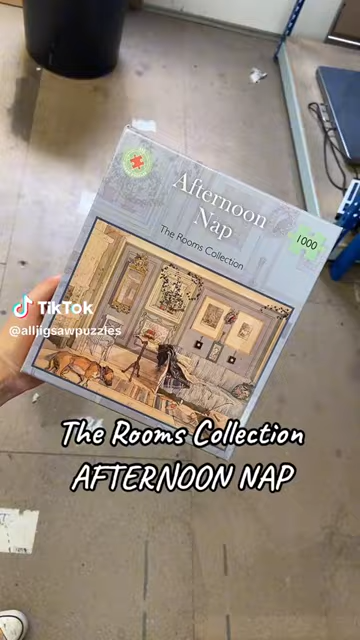 Afternoon
Nap
The Rooms Collection
1000
TikTok
@alljigsawpuzzles
The Rooms Collection
AFTERNOON NAP